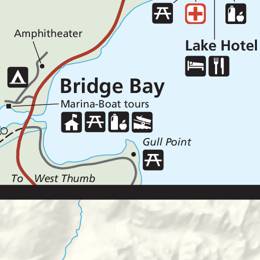 Amphitheater
Lake Hotel
Bridge Bay
Marina-Boat tours
Gull Point
To West Thumb